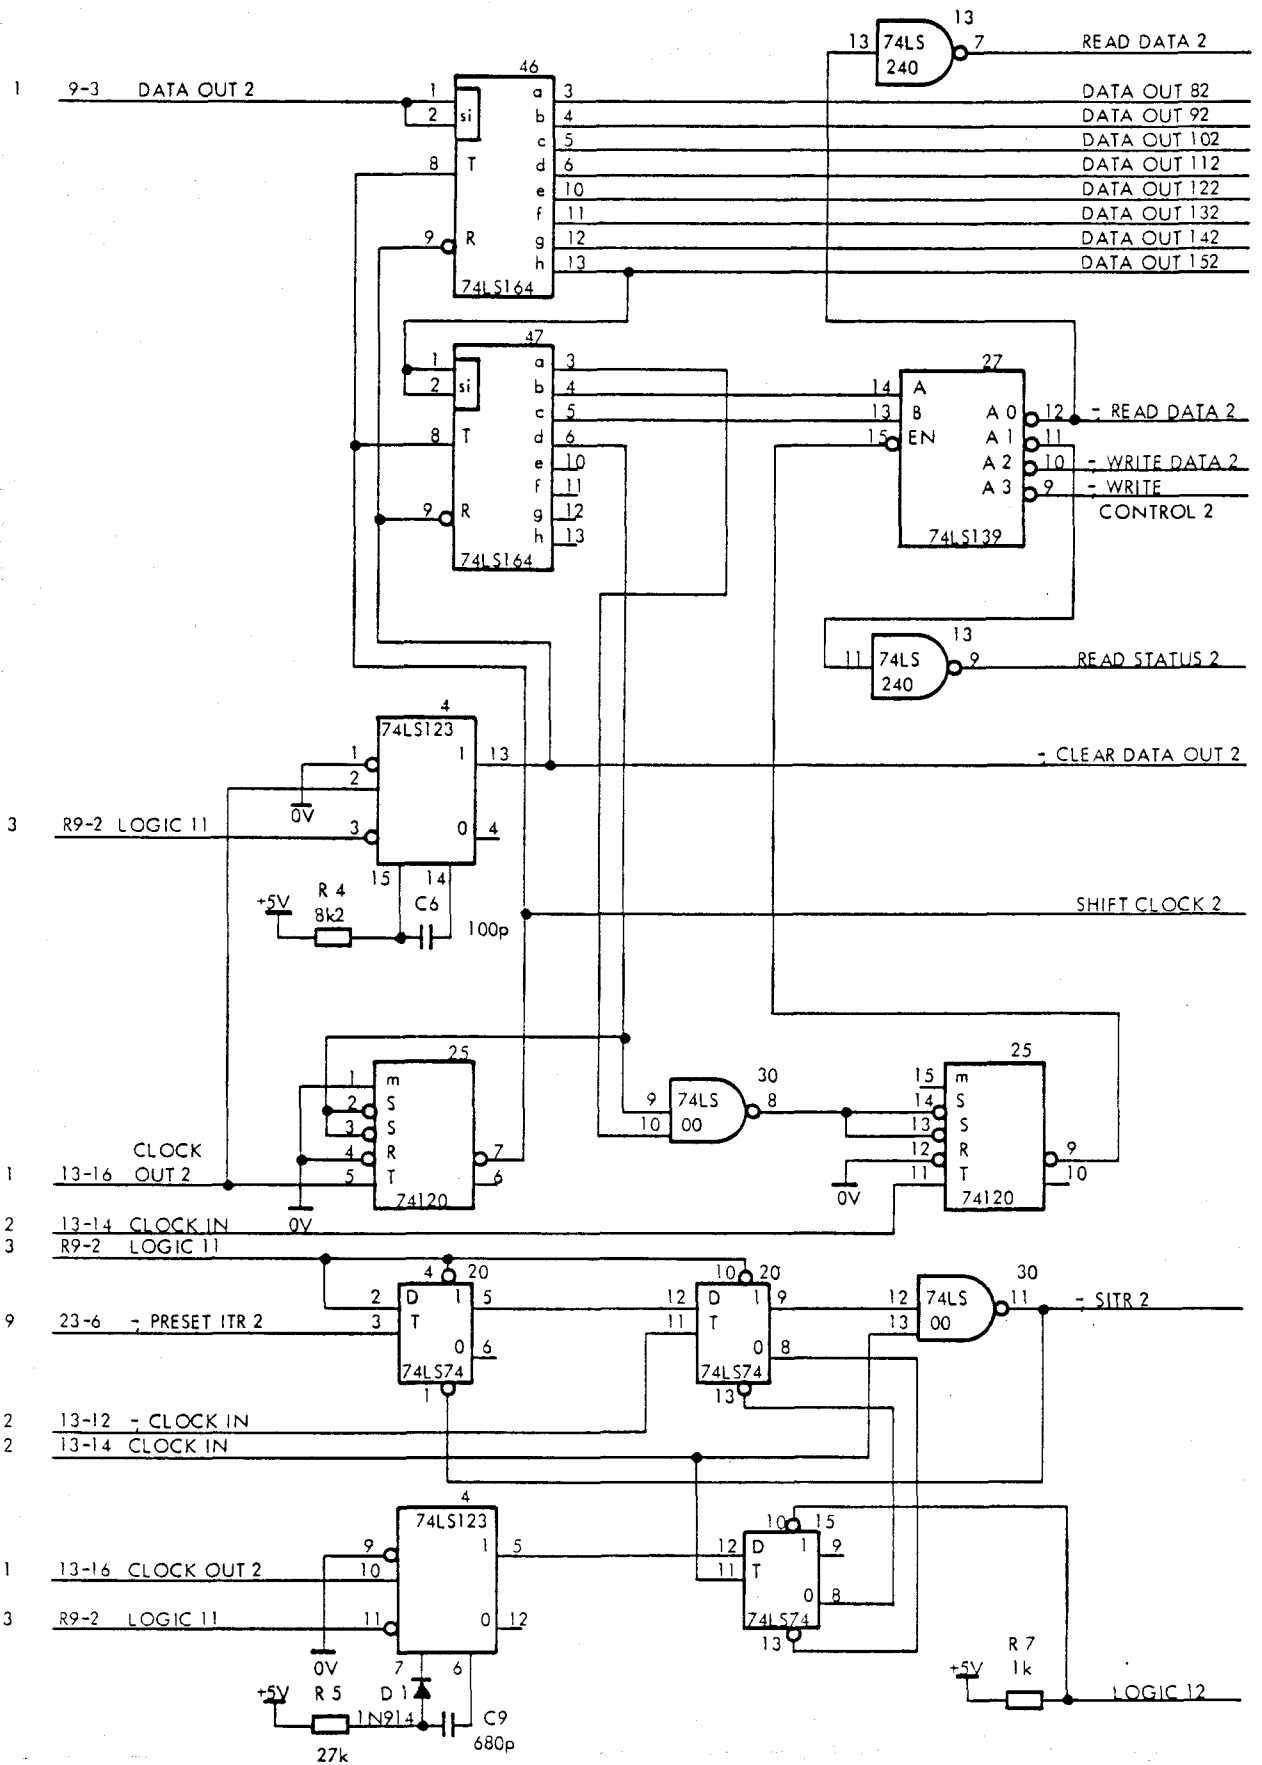 13
13 74LS 7 READ DATA 2
240
46
1 9-3 DATA OUT 2 1 a 3 DATA OUT 82
2 si b 4 DATA OUT 92
c 5 DATA OUT 102
8 T d 6 DATA OUT 112
e 10 DATA OUT 122
f 11 DATA OUT 132
9 R g 12 DATA OUT 142
h 13 DATA OUT 152
74LS164
47
1 a 3 27
2 si b 4 14 A
c 5 13 B A 0 12 - READ DATA 2
8 T d 6 15 EN A 1 11
e 10 A 2 10 - WRITE DATA 2
f 11 A 3 9 - WRITE
9 R g 12 CONTROL 2
h 13 74LS139
74LS164
13
11 74LS 9 READ STATUS 2
240
4
74LS123
1 1 13 - CLEAR DATA OUT 2
2
0V
3 R9-2 LOGIC 11 3 0 4
15 14
+5V R 4 C6
8k2 SHIFT CLOCK 2
100p
25 25
1 m 30 15 m
2 S 9 74LS 8 14 S
3 S 10 00 13 S
CLOCK 4 R 7 12 R 9
1 13-16 OUT 2 5 T 6 11 T 10
74120 0V 74120
2 13-14 CLOCK IN 0V
3 R9-2 LOGIC 11
4 20 10 20 30
2 D 1 5 12 D 1 9 12 74LS 11 - SITR 2
9 23-6 - PRESET ITR 2 3 T 11 T 13 00
0 6 0 8
74LS74 74LS74
1 13
2 13-12 - CLOCK IN
2 13-14 CLOCK IN
4
74LS123 10 15
9 1 5 12 D 1 9
1 13-16 CLOCK OUT 2 10 11 T
0 8
3 R9-2 LOGIC 11 11 0 12 74LS74
13
0V 7 6 R 7
+5V R 5 D 1 +5V 1k
1N914 C9 LOGIC 12
27k 680p